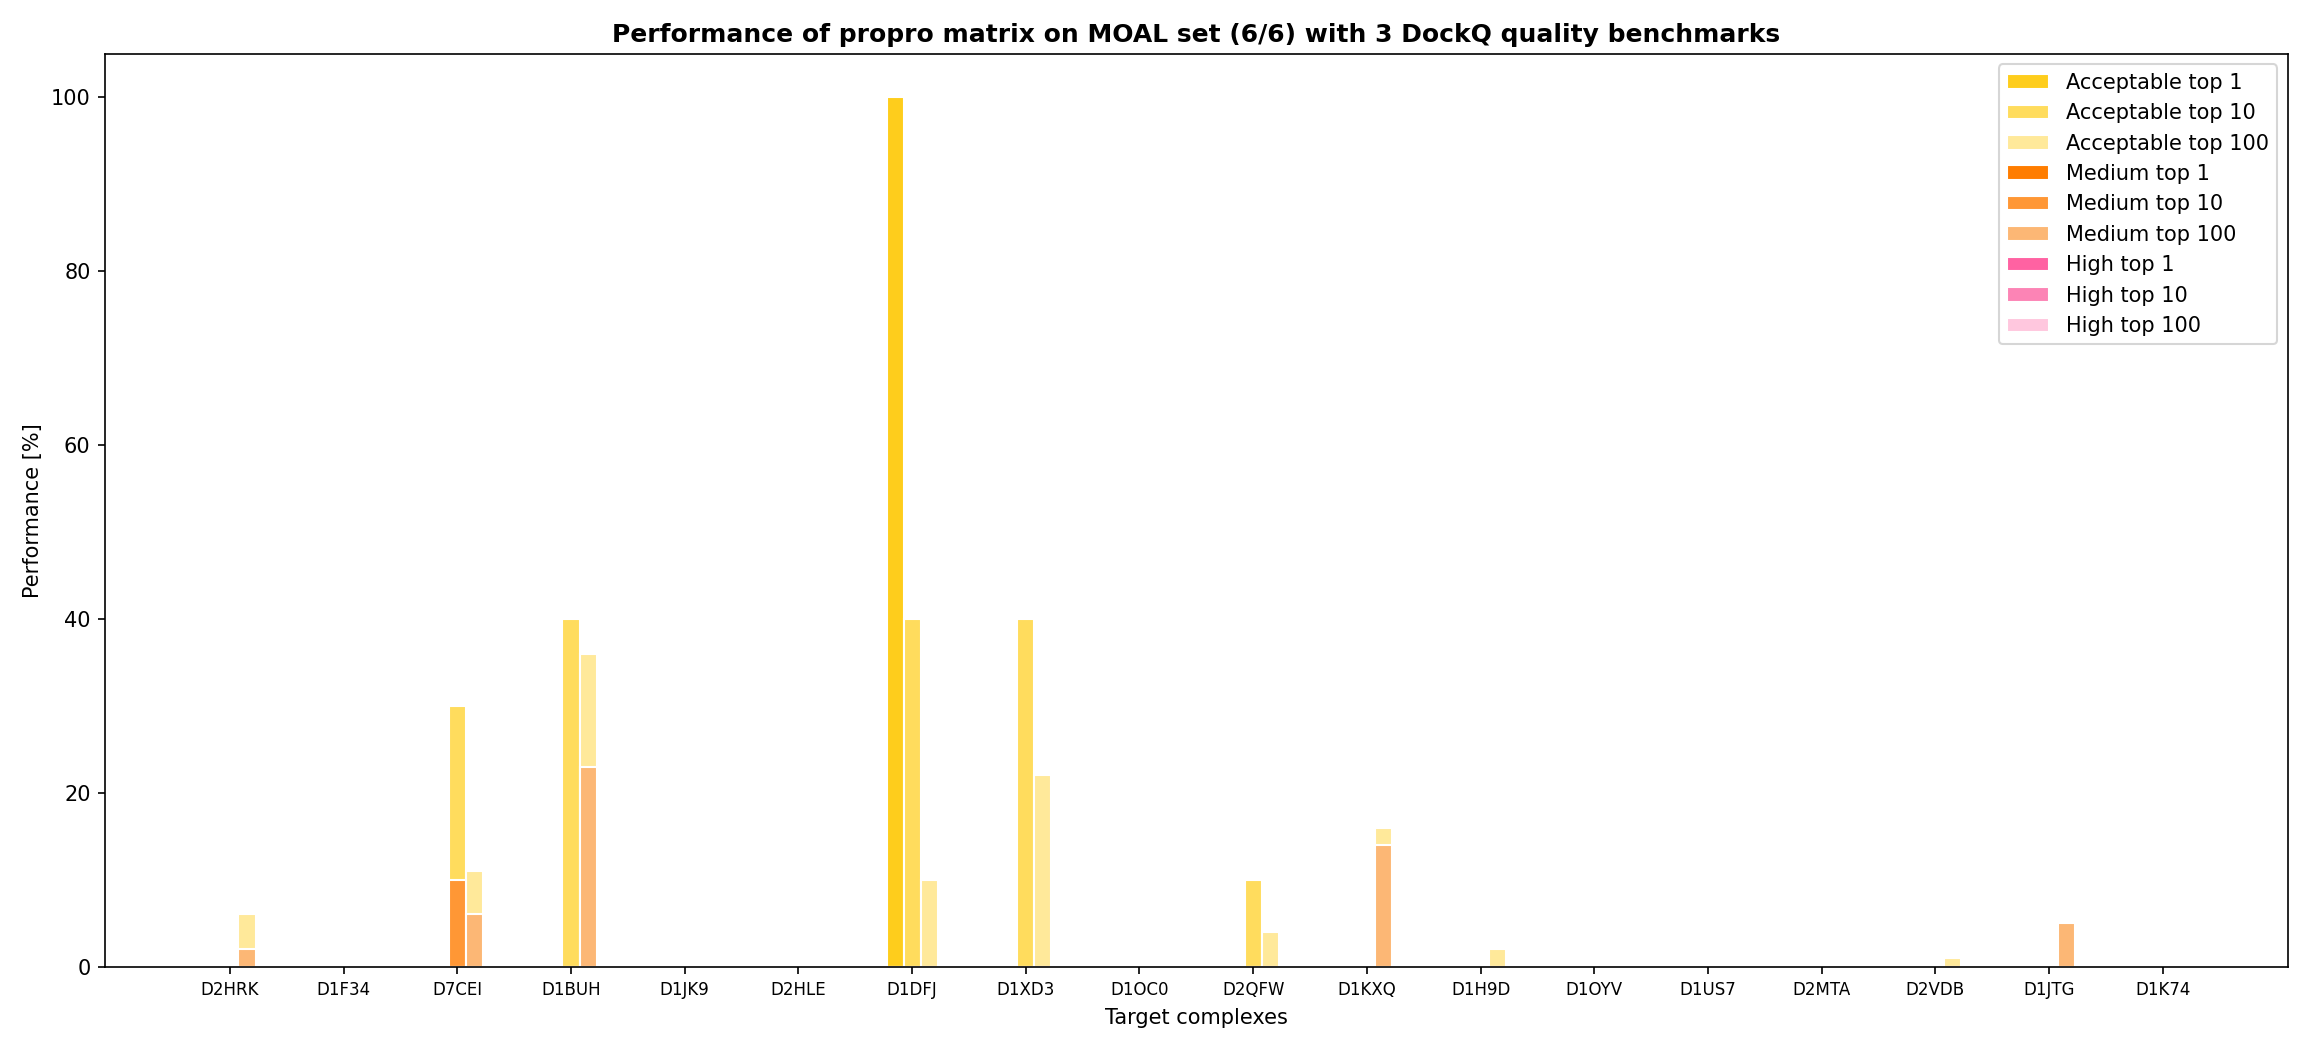 Performance of propro matrix on MOAL set (6/6) with 3 DockQ quality benchmarks
Performance [%]
100
80
60
40
20
0
Acceptable top 1
Acceptable top 10
Acceptable top 100
Medium top 1
Medium top 10
Medium top 100
High top 1
High top 10
High top 100
D2HRK D1F34 D7CEI D1BUH D1JK9 D2HLE D1DFJ D1XD3 D1OC0 D2QFW D1KXQ D1H9D D1OYV D1US7 D2MTA D2VDB D1JTG D1K74
Target complexes